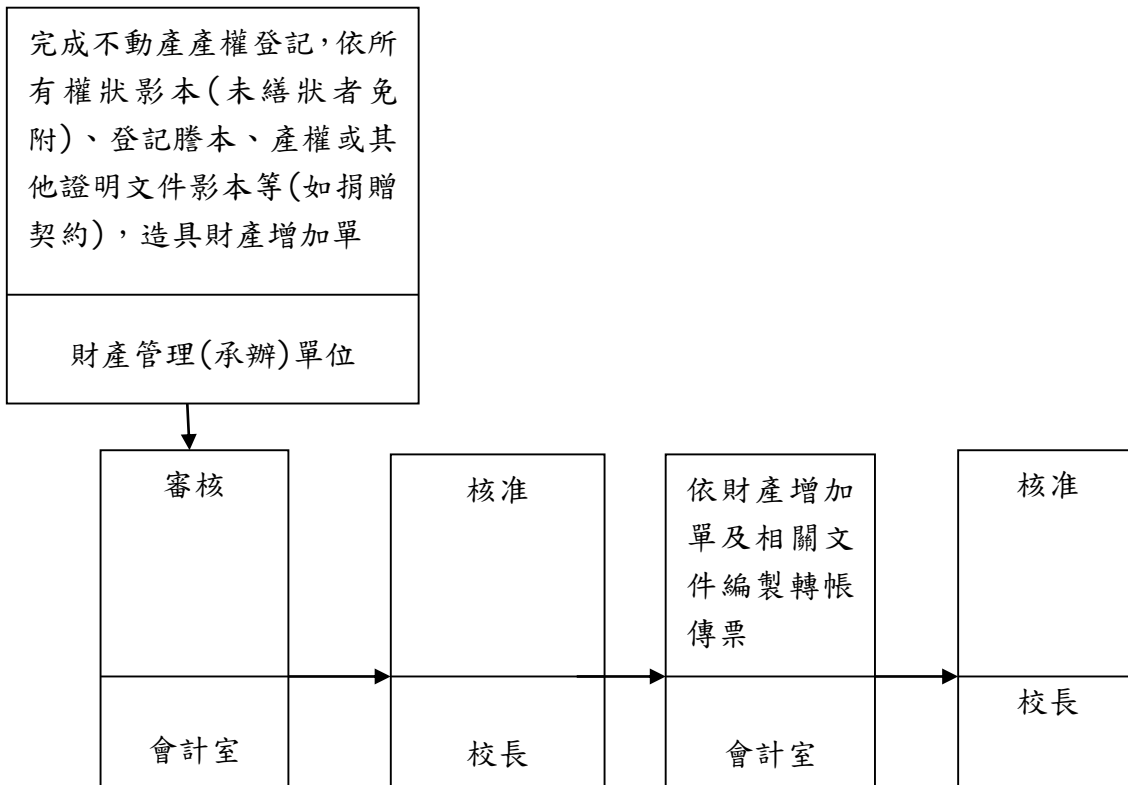 完成不動產產權登記，依所
有權狀影本(未繕狀者免
附)、登記謄本、產權或其
他證明文件影本等(如捐贈
契約)，造具財產增加單
財產管理(承辦)單位
審核
會計室
核准
校長
依財產增加
單及相關文
件編製轉帳
傳票
會計室
核准
校長